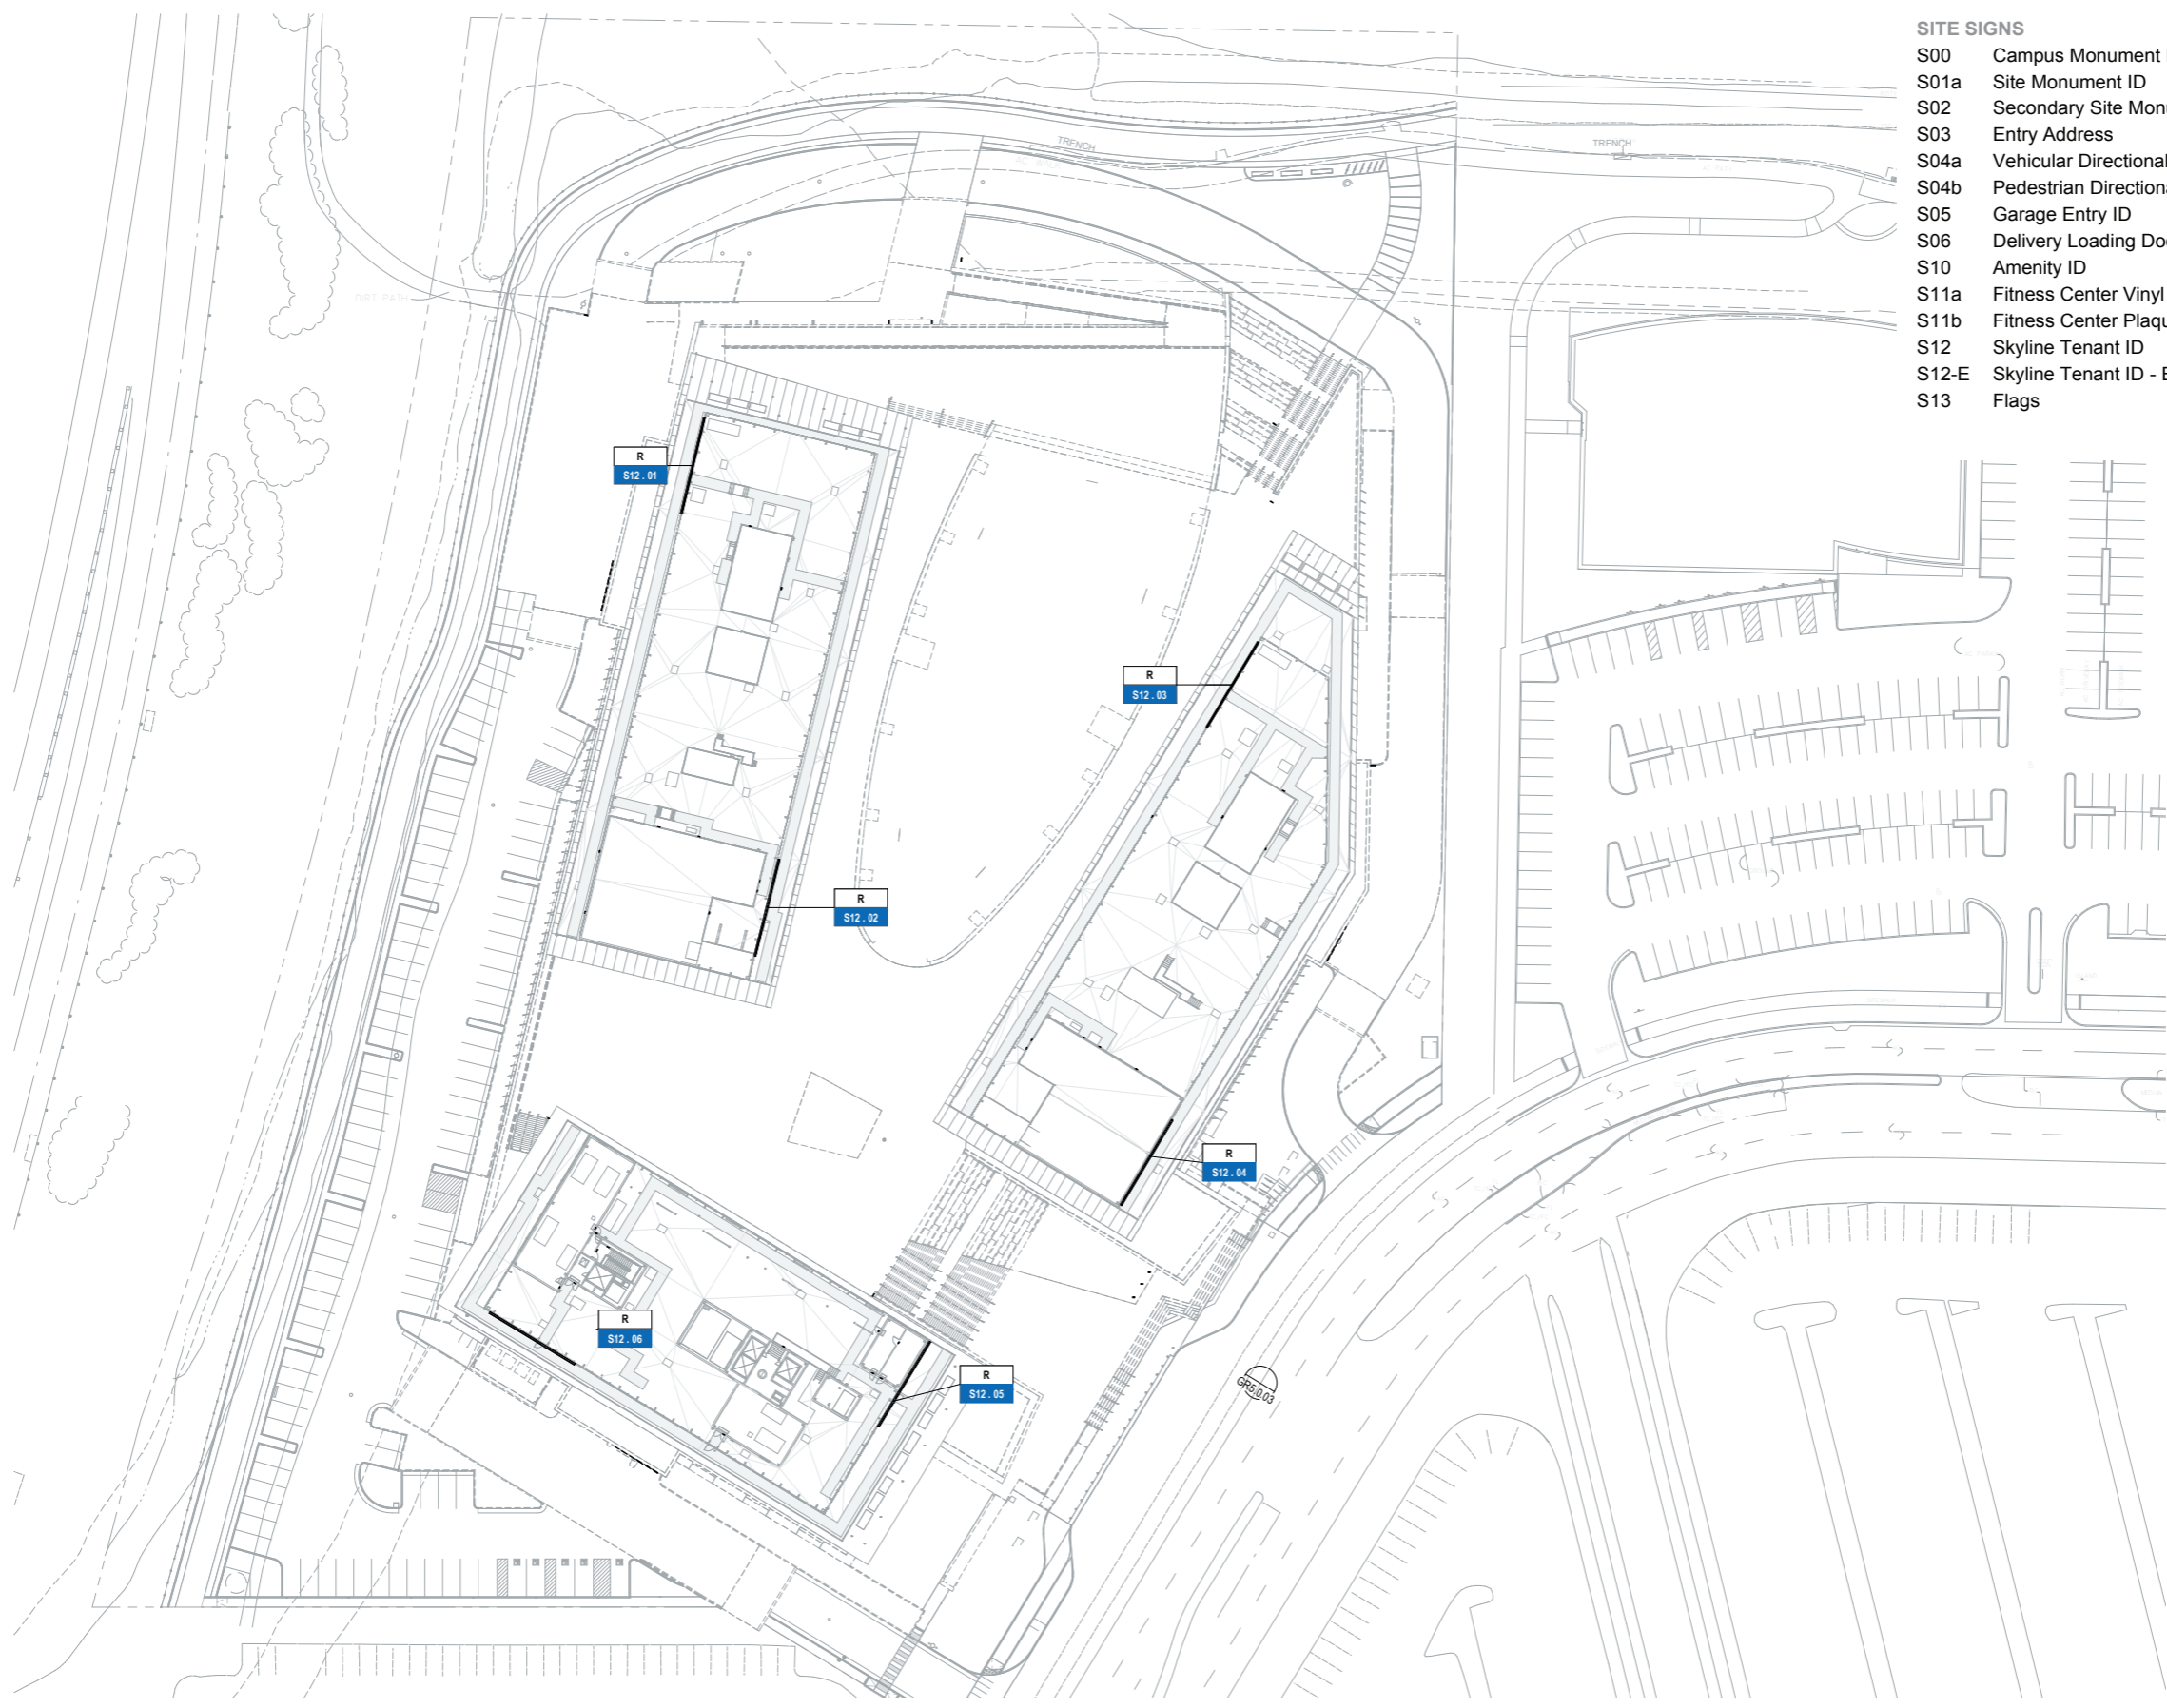 SITE SIGNS
S00 Campus Monument
S01a Site Monument ID
S02 Secondary Site Monu
S03 Entry Address
S04a Vehicular Directional
S04b Pedestrian Directiona
S05 Garage Entry ID
S06 Delivery Loading Do
S10 Amenity ID
S11a Fitness Center Vinyl
S11b Fitness Center Plaqu
S12 Skyline Tenant ID
S12-E Skyline Tenant ID - E
S13 Flags
TRENCH
TRENCH
DIRT PATH
R
S12.01
R
S12.03
R
S12.02
R
S12.04
R
S12.06
R
S12.05
GR5.0.03